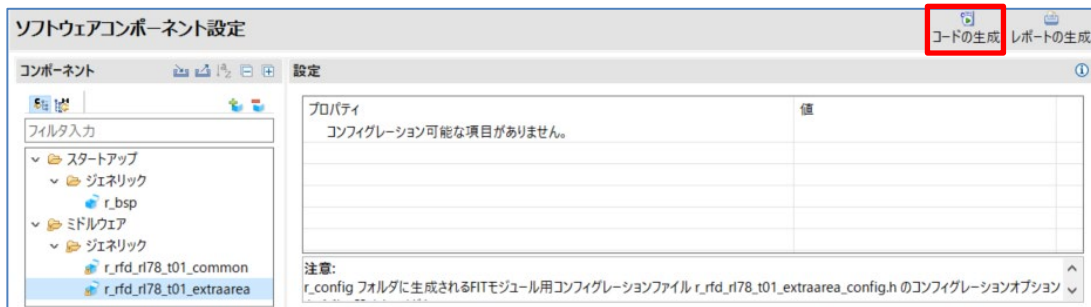 ソフトウェアコンポーネント設定
コードの生成 レポートの生成
コンポーネント
設定
フィルタ入力
プロパティ 値
コンフィグレーション可能な項目がありません。
スタートアップ
ジェネリック
r_bsp
ミドルウェア
ジェネリック
r_rfd_rl78_t01_common
r_rfd_rl78_t01_extraarea
注意:
r_config フォルダに生成されるFITモジュール用コンフィグレーションファイル r_rfd_rl78_t01_extraarea_config.h のコンフィグレーションオプション